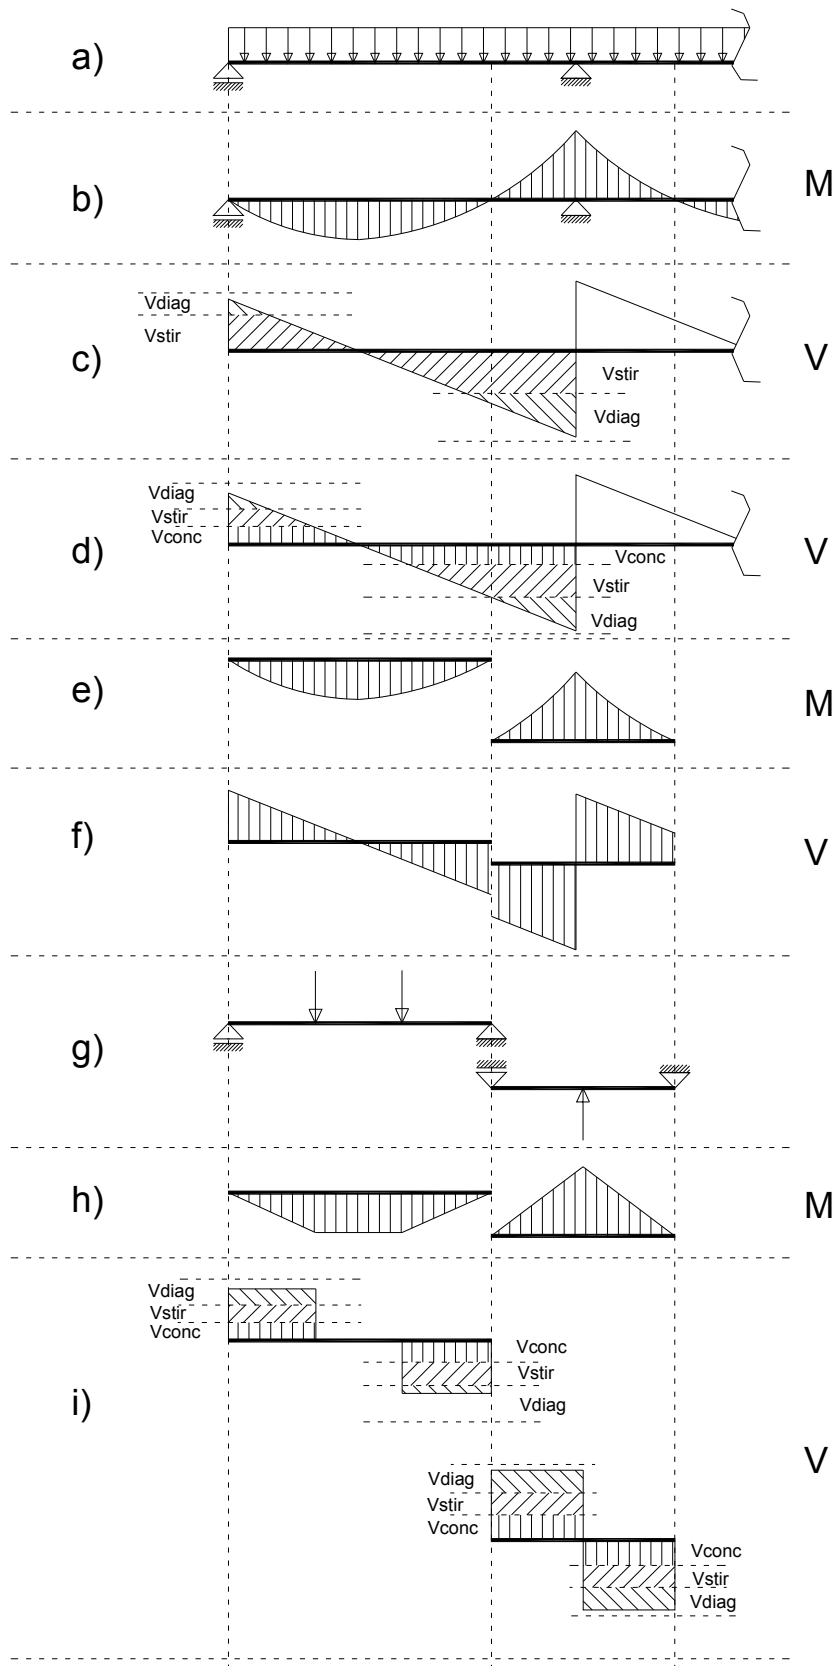 a)
b)
M
Vdiag
Vstir
c)
V
Vstir
Vdiag
Vdiag
Vstir
Vconc
d)
V
Vconc
Vstir
Vdiag
e)
M
f)
V
g)
h)
M
Vdiag
Vstir
Vconc
Vconc
Vstir
Vdiag
i)
V
Vdiag
Vstir
Vconc
Vconc
Vstir
Vdiag